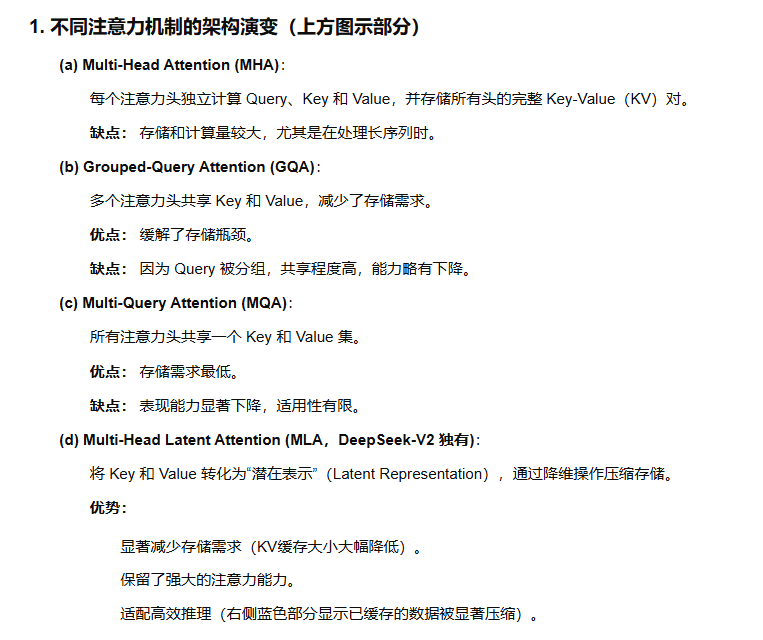 1. 不同注意力机制的架构演变（上方图示部分）
(a) Multi-Head Attention (MHA)：
每个注意力头独立计算 Query、Key 和 Value，并存储所有头的完整 Key-Value（KV）对。
缺点： 存储和计算量较大，尤其是在处理长序列时。
(b) Grouped-Query Attention (GQA)：
多个注意力头共享 Key 和 Value，减少了存储需求。
优点： 缓解了存储瓶颈。
缺点： 因为 Query 被分组，共享程度高，能力略有下降。
(c) Multi-Query Attention (MQA)：
所有注意力头共享一个 Key 和 Value 集。
优点： 存储需求最低。
缺点： 表现能力显著下降，适用性有限。
(d) Multi-Head Latent Attention (MLA，DeepSeek-V2 独有)：
将 Key 和 Value 转化为“潜在表示”（Latent Representation），通过降维操作压缩存储。
优势：
显著减少存储需求（KV缓存大小大幅降低）。
保留了强大的注意力能力。
适配高效推理（右侧蓝色部分显示已缓存的数据被显著压缩）。